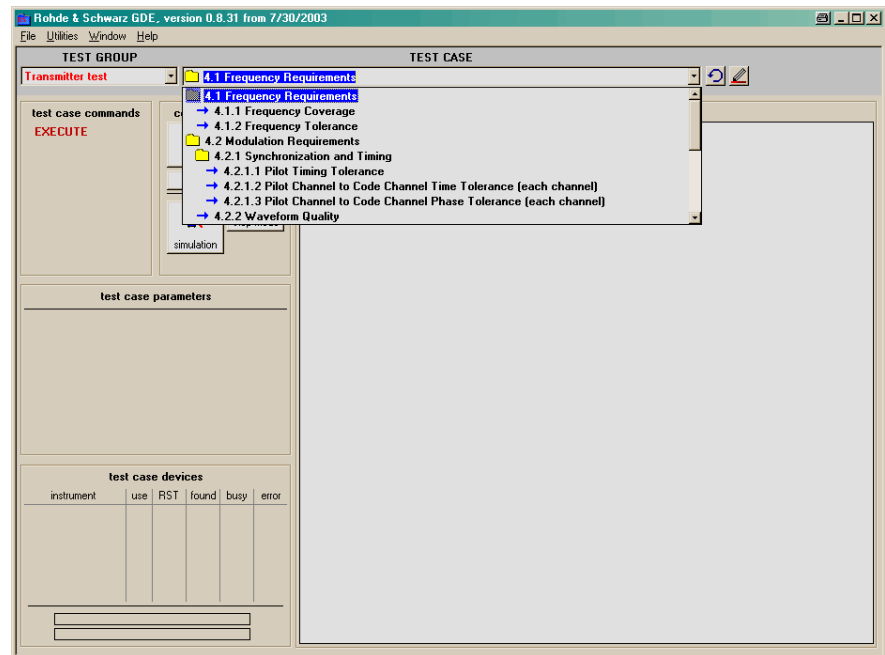 Rohde & Schwarz GDE, version 0.8.31 from 7/30/2003
File Utilities Window Help
TEST GROUP
TEST CASE
Transmitter test
4.1 Frequency Requirements
4.1 Frequency Requirements
4.1.1 Frequency Coverage
4.1.2 Frequency Tolerance
4.2 Modulation Requirements
4.2.1 Synchronization and Timing
4.2.1.1 Pilot Timing Tolerance
4.2.1.2 Pilot Channel to Code Channel Time Tolerance (each channel)
4.2.1.3 Pilot Channel to Code Channel Phase Tolerance (each channel)
4.2.2 Waveform Quality
test case commands
EXECUTE
simulation
test case parameters
test case devices
instrument use RST found busy error